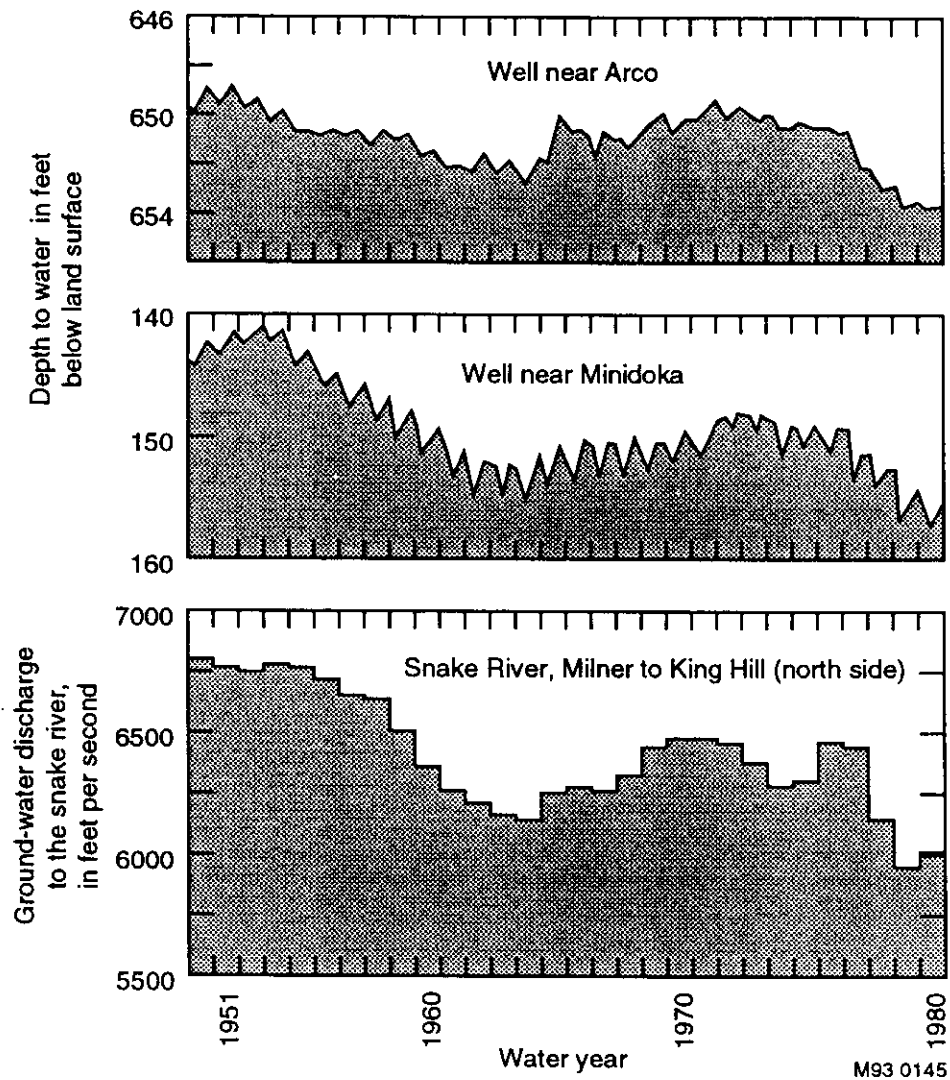 646
650
654
Well near Arco
Depth to water in feet
below land surface
140
150
160
Well near Minidoka
7000
6500
6000
5500
Snake River, Milner to King Hill (north side)
Ground-water discharge
to the snake river,
in feet per second
1951
1960
1970
1980
Water year
M93 0145